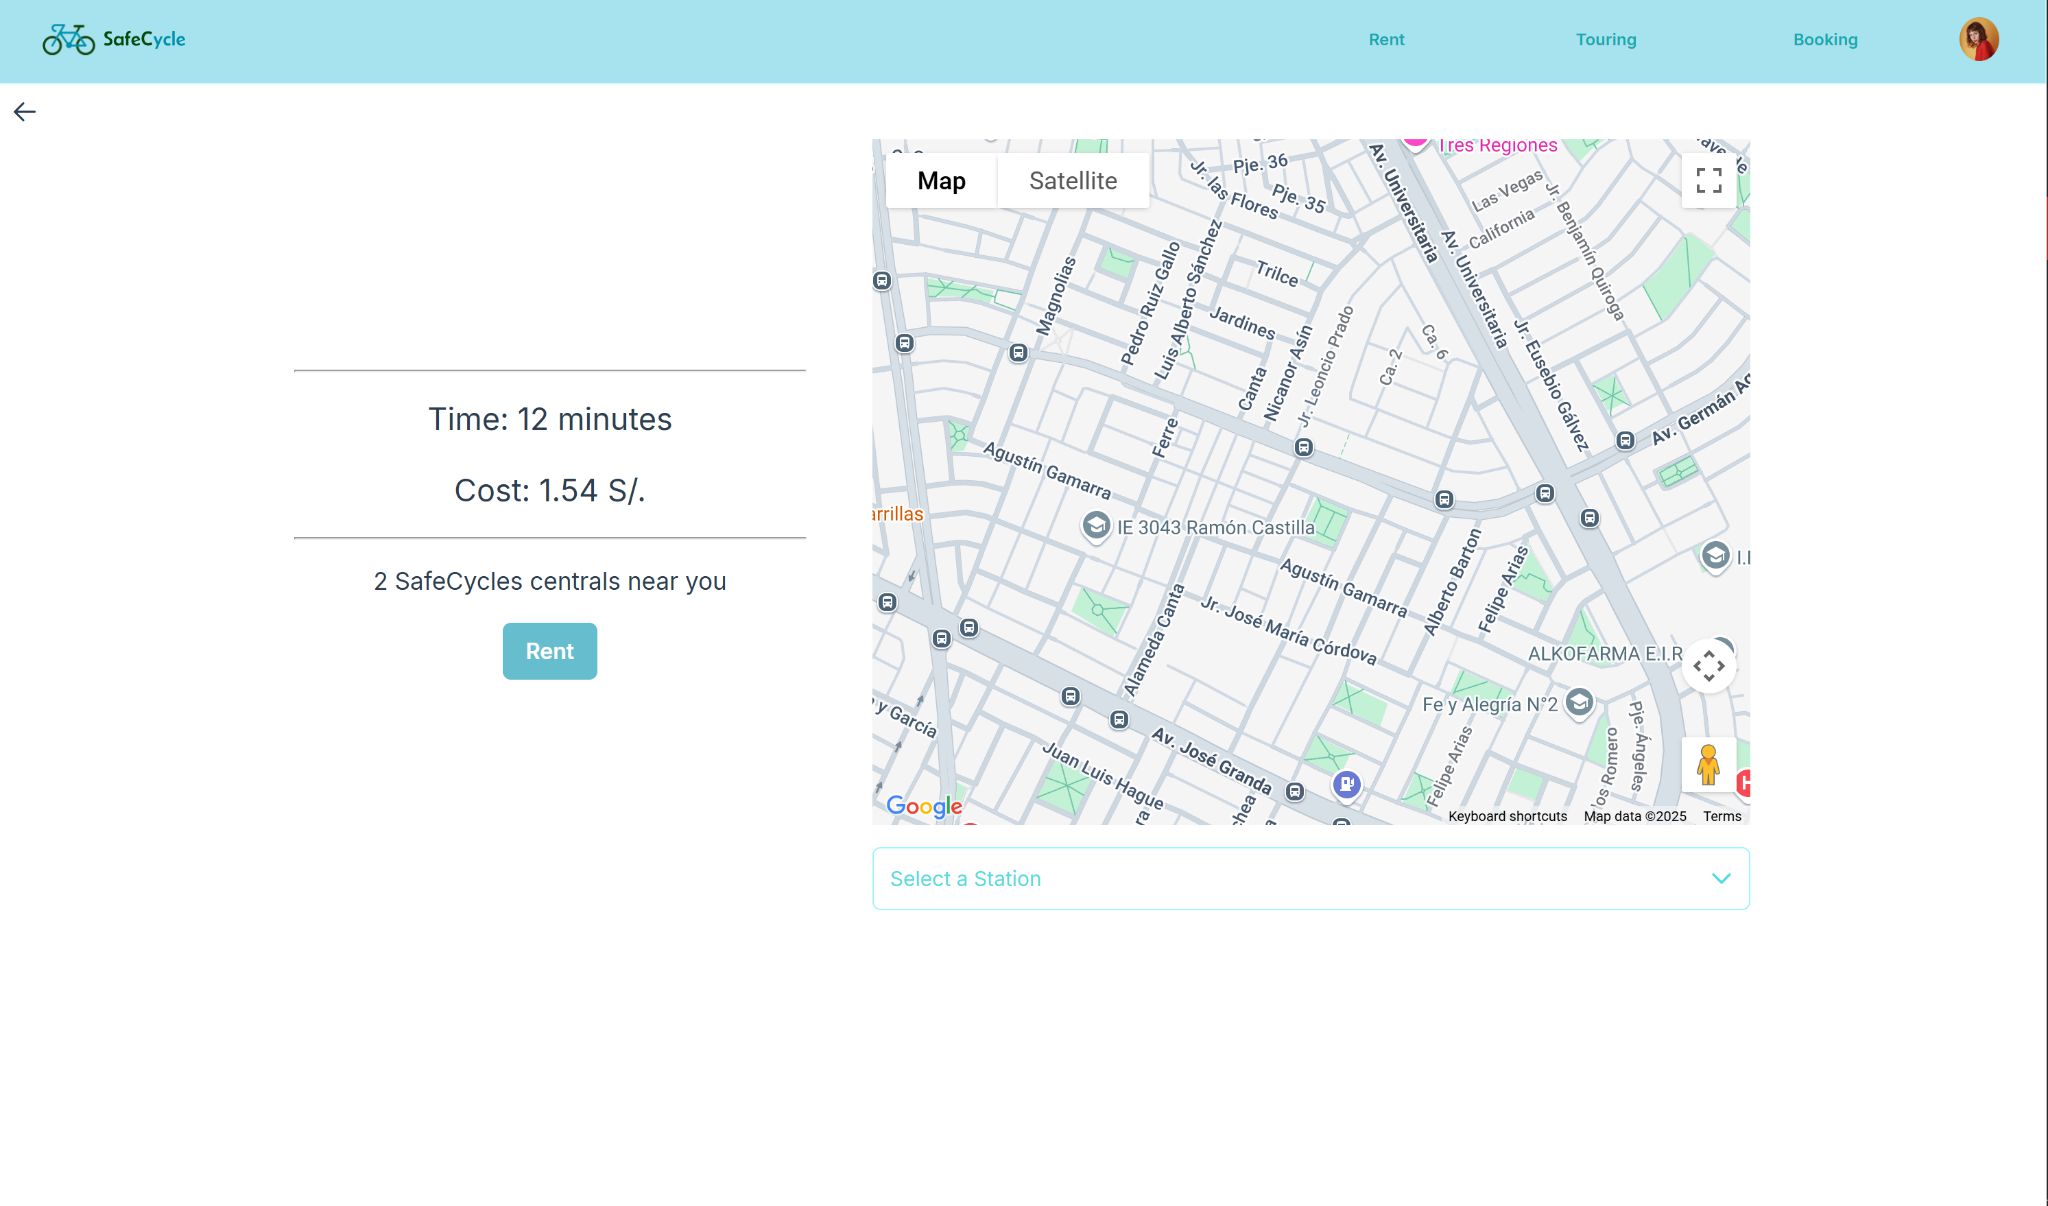 SafeCycle
Rent
Touring
Booking
Time: 12 minutes
Cost: 1.54 S/.
2 SafeCycles centrals near you
Rent
Map
Satellite
Tres Regiones
Pje. 36
Jr. las Flores
Pje. 35
Av. Universitaria
Las Vegas
California
Jr. Benjamín Quiroga
Av. Universitaria
Trilce
Magnolias
Pedro Ruiz Gallo
Luis Alberto Sánchez
Jardines
Canta
Nicanor Asín
Jr. Leoncio Prado
Ca. 2
Ca. 6
Jr. Eusebio Gálvez
Av. Germán Ag
Ferre
Agustín Gamarra
arrillas
IE 3043 Ramón Castilla
I.I
Agustín Gamarra
Alberto Barton
Felipe Arias
Jr. José María Córdova
Alameda Canta
ALKOFARMA E.I.R
Fe y Alegría N°2
y García
Av. José Granda
Juan Luis Hague
Felipe Arias
los Romero
Pje. Ángeles
H
hea
ra
Google
Keyboard shortcuts
Map data ©2025
Terms
Select a Station